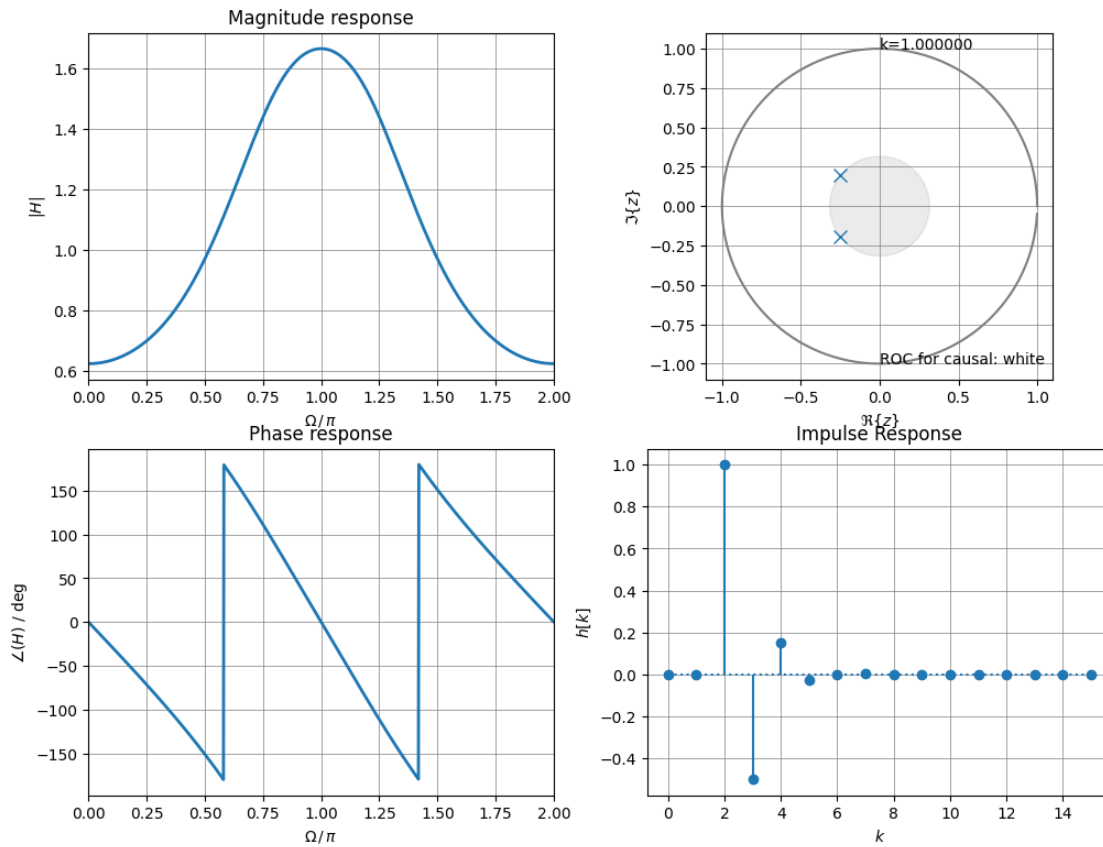 Magnitude response
|H|
1.6
1.4
1.2
1.0
0.8
0.6
0.00 0.25 0.50 0.75 1.00 1.25 1.50 1.75 2.00
Ω/π
k=1.000000
ℑ{z}
1.00
0.75
0.50
0.25
0.00
−0.25
−0.50
−0.75
−1.00
ROC for causal: white
−1.0 −0.5 0.0 0.5 1.0
ℜ{z}
Phase response
∠(H) / deg
150
100
50
0
−50
−100
−150
0.00 0.25 0.50 0.75 1.00 1.25 1.50 1.75 2.00
Ω/π
Impulse Response
h[k]
1.0
0.8
0.6
0.4
0.2
0.0
−0.2
−0.4
0 2 4 6 8 10 12 14
k